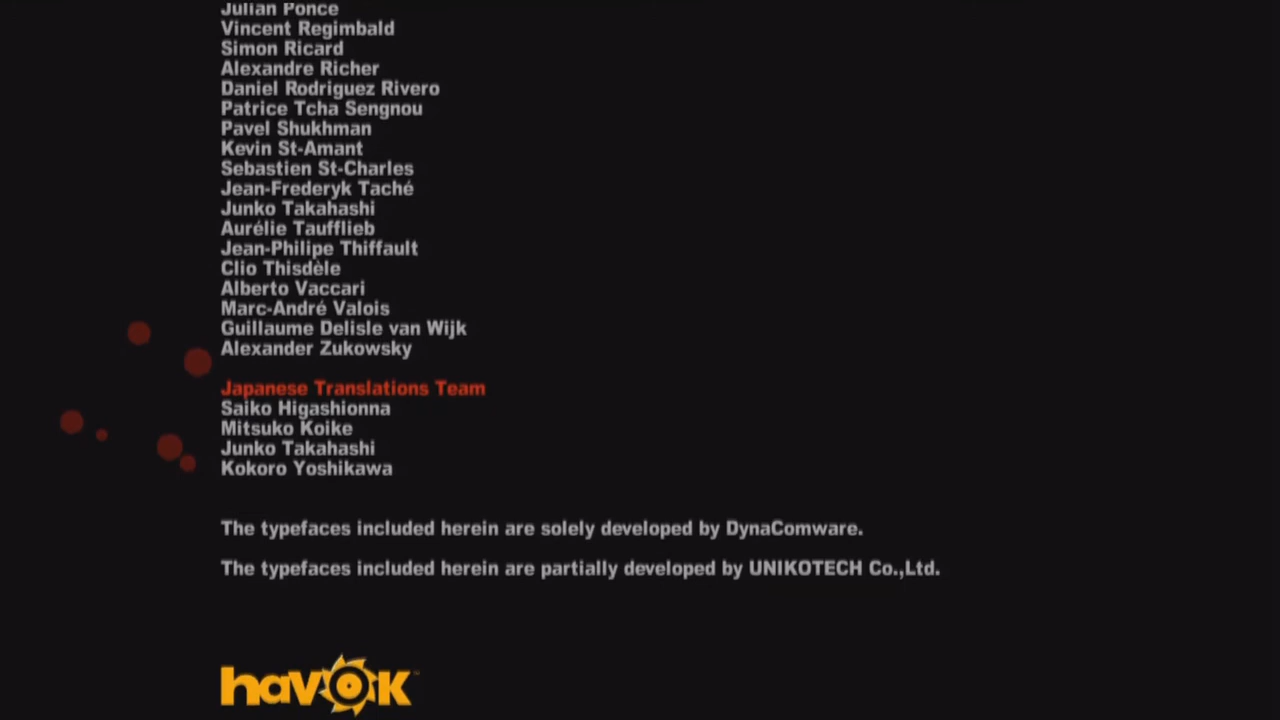 Julian Ponce
Vincent Regimbald
Simon Ricard
Alexandre Richer
Daniel Rodriguez Rivero
Patrice Tcha Sengnou
Pavel Shukhman
Kevin St-Amant
Sebastien St-Charles
Jean-Frederyk Taché
Junko Takahashi
Aurélie Taufflieb
Jean-Philipe Thiffault
Clio Thisdèle
Alberto Vaccari
Marc-André Valois
Guillaume Delisle van Wijk
Alexander Zukowsky
Japanese Translations Team
Saiko Higashionna
Mitsuko Koike
Junko Takahashi
Kokoro Yoshikawa
The typefaces included herein are solely developed by DynaComware.
The typefaces included herein are partially developed by UNIKOTECH Co.,Ltd.
havok™